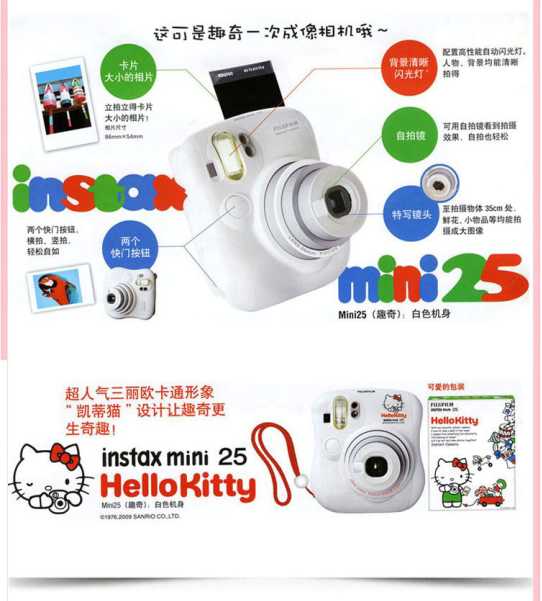 这可是趣奇一次成像相机哦~
卡片
大小的相片
立拍立得卡片
大小的相片!
相片尺寸
86mm×54mm
背景清晰
闪光灯
配置高性能自动闪光灯,
人物、背景均能清晰
拍得
FUJIFILM
自拍镜
可用自拍镜看到拍摄
效果、自拍也轻松
instax
特写镜头
至拍摄物体 35cm 处、
鲜花、小物品等均能拍
摄成大图像
两个快门按钮,
横拍、竖拍,
轻松自如
两个
快门按钮
mini25
Mini25(趣奇):白色机身
超人气三丽欧卡通形象
“凯蒂猫”设计让趣奇更
生奇趣!
可爱的包装
FUJIFILM
instax mini 25
HelloKitty
HelloKitty
instax mini 25
HelloKitty
Mini25(趣奇):白色机身
©1976,2009 SANRIO CO.,LTD.